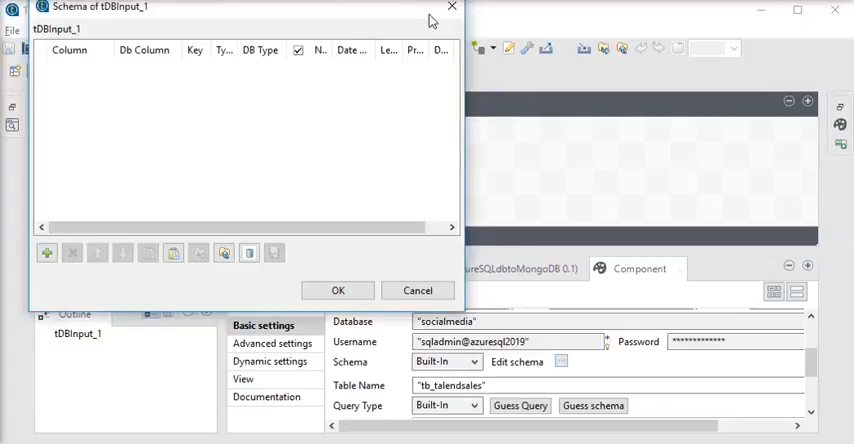 Schema of tDBInput_1
File
tDBInput_1
Column Db Column Key Ty... DB Type N.. Date ... Le... Pr... D...
OK Cancel
ureSQLdbtoMongoDB 0.1) Component
Outline
tDBInput_1
Basic settings
Advanced settings
Dynamic settings
View
Documentation
Database "socialmedia"
Username "sqladmin@azuresql2019" * Password *************
Schema Built-In Edit schema ...
Table Name "tb_talendsales"
Query Type Built-In Guess Query Guess schema